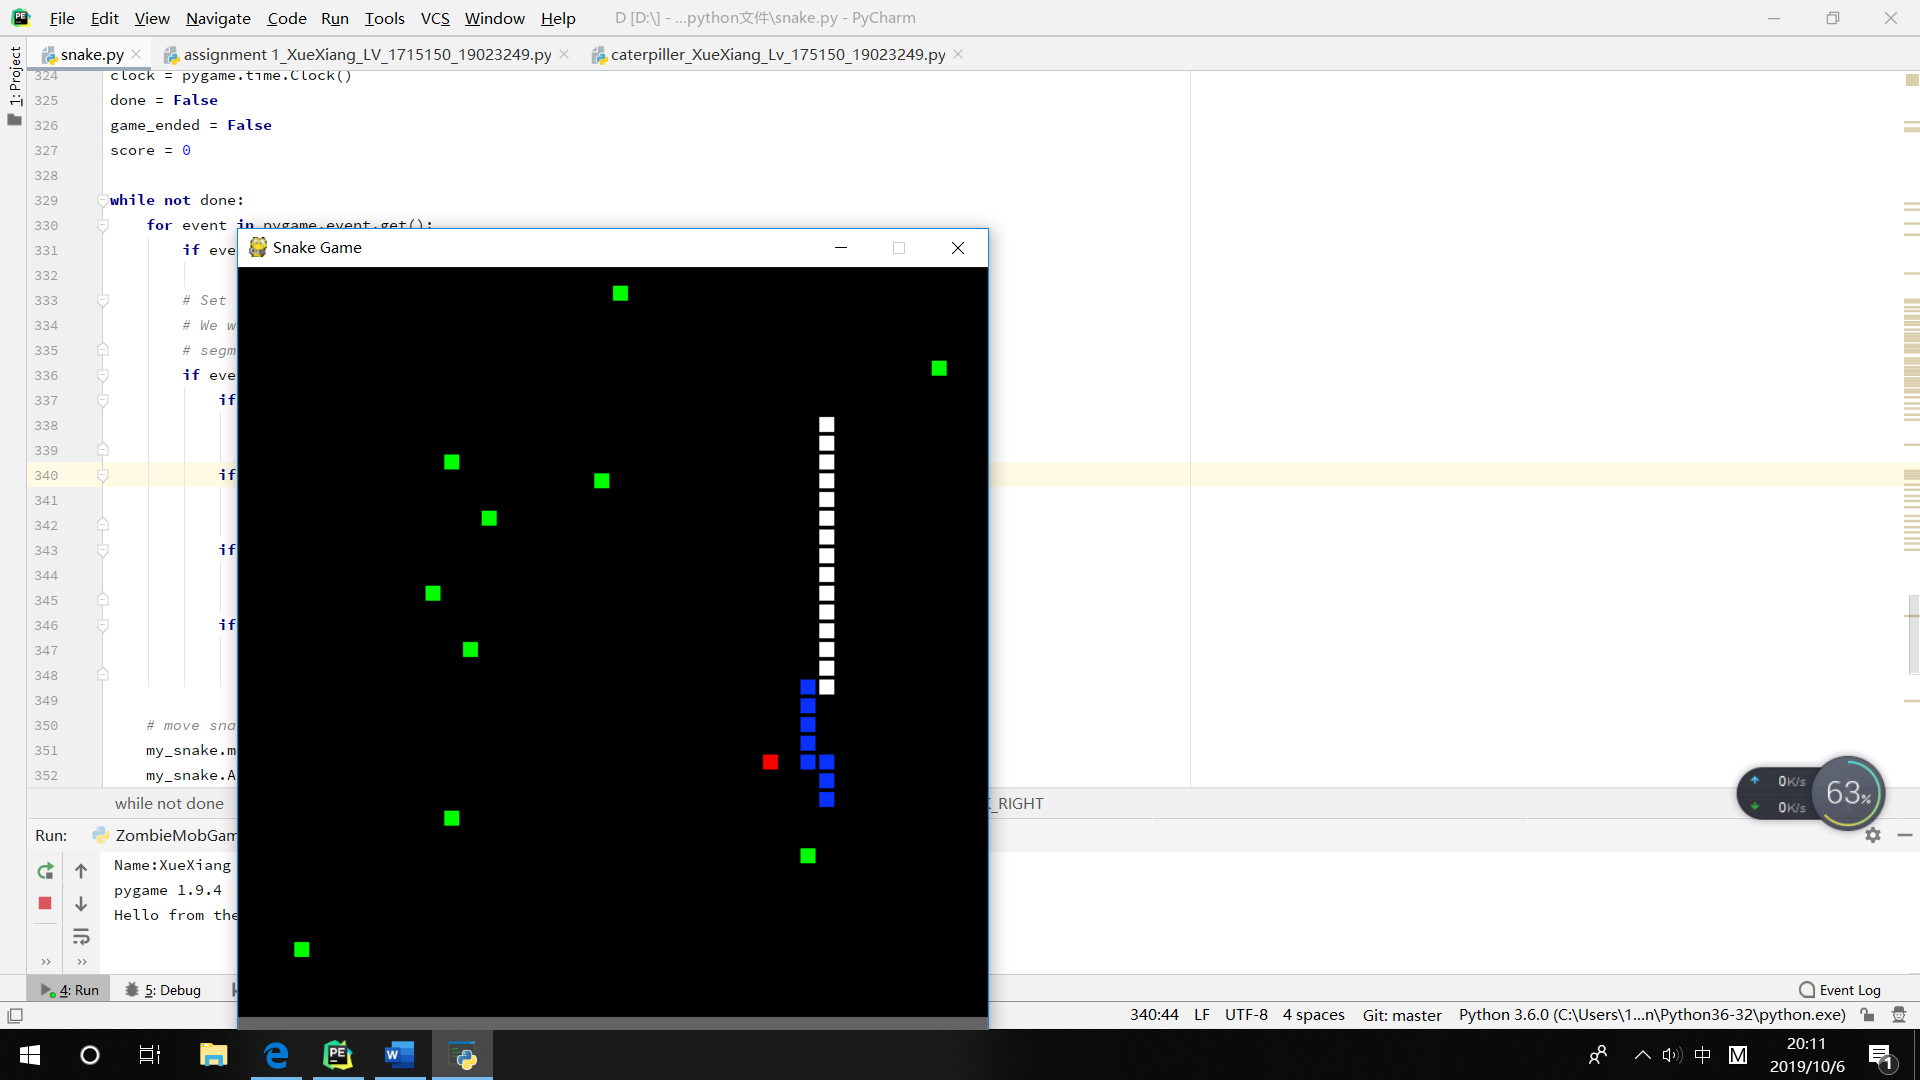 File Edit View Navigate Code Run Tools VCS Window Help D [D:\] - ...python文件\snake.py - PyCharm
1: Project
snake.py assignment 1_XueXiang_LV_1715150_19023249.py caterpiller_XueXiang_Lv_175150_19023249.py
324 clock = pygame.time.Clock()
325 done = False
326 game_ended = False
327 score = 0
328
329 while not done:
330 for event in pygame.event.get():
331 if eve
332
333 # Set
334 # We w
335 # segm
336 if eve
337 if
338
339
340 if
341
342
343 if
344
345
346 if
347
348
349
350 # move sna
351 my_snake.m
352 my_snake.A
Snake Game
while not done _RIGHT
0K/s
0K/s
63%
Run: ZombieMobGam
Name:XueXiang
pygame 1.9.4
Hello from the
4: Run 5: Debug Event Log
340:44 LF UTF-8 4 spaces Git: master Python 3.6.0 (C:\Users\1...n\Python36-32\python.exe)
中 M 20:11
2019/10/6
1